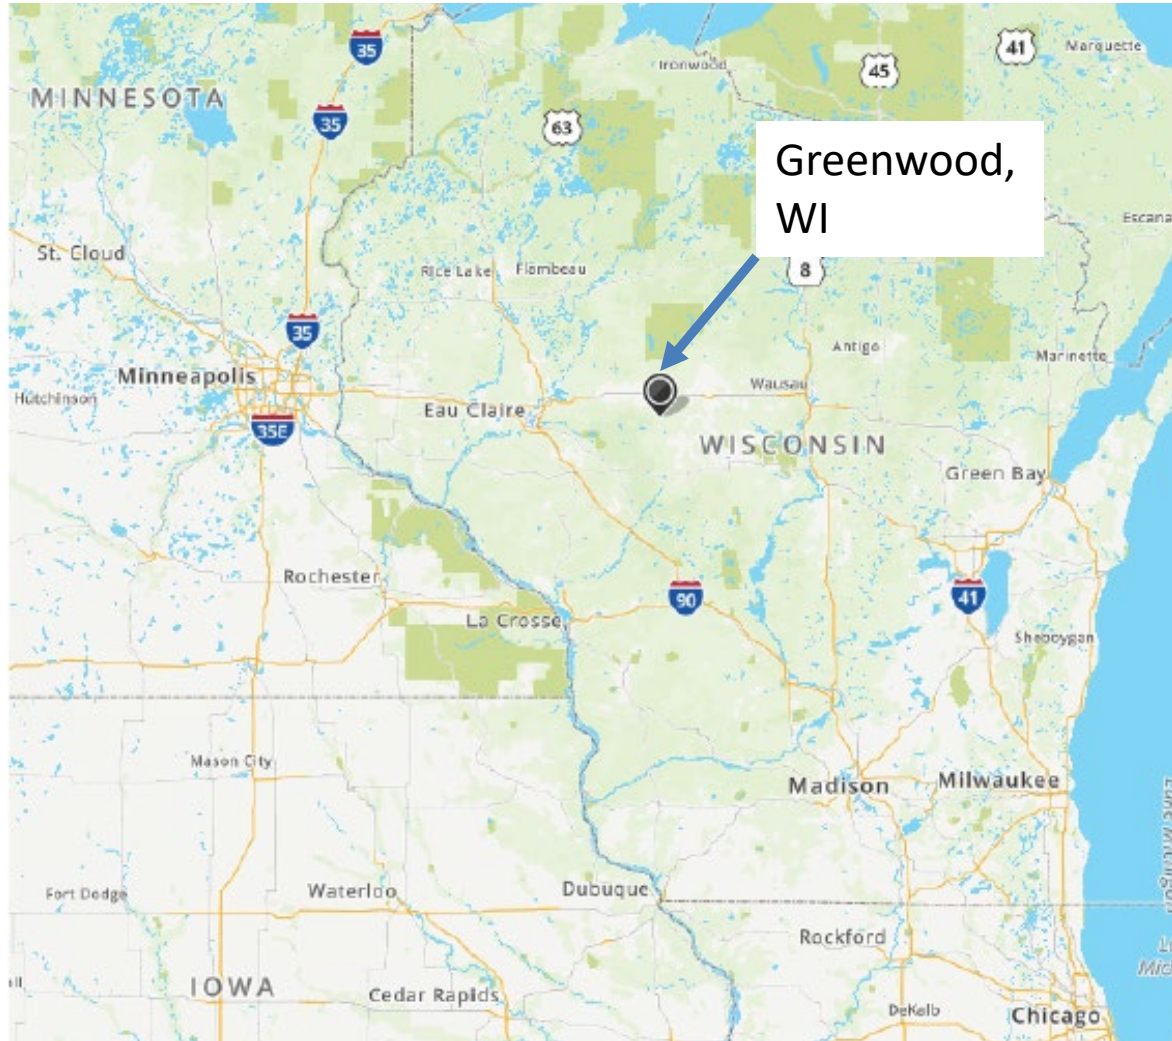 35
41
Marquette
Ironwood
45
MINNESOTA
35
63
Greenwood,
WI
Escana
St. Cloud
Rice Lake
Flambeau
8
35
Antigo
Marinette
Minneapolis
Wausau
Hutchinson
Eau Claire
35E
WISCONSIN
Green Bay
Rochester
90
41
La Crosse
Sheboygan
Mason City
Madison
Milwaukee
Fort Dodge
Waterloo
Dubuque
Rockford
IOWA
Cedar Rapids
DeKalb
Chicago